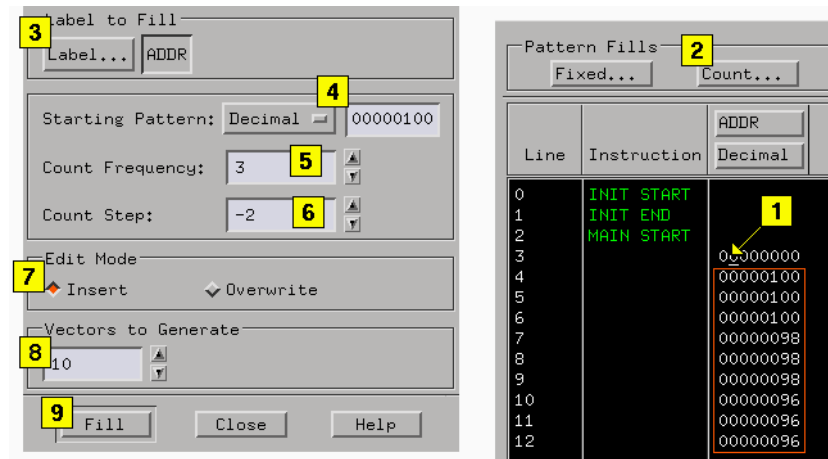 Label to Fill
3
Label... ADDR
4
Starting Pattern: Decimal 00000100
Count Frequency: 3 5
Count Step: -2 6
Edit Mode
7
Insert Overwrite
Vectors to Generate
8
10
9
Fill Close Help
Pattern Fills 2
Fixed... Count...
ADDR
Line Instruction Decimal
0 INIT START
1 INIT END 1
2 MAIN START
3 00000000
4 00000100
5 00000100
6 00000100
7 00000098
8 00000098
9 00000098
10 00000096
11 00000096
12 00000096